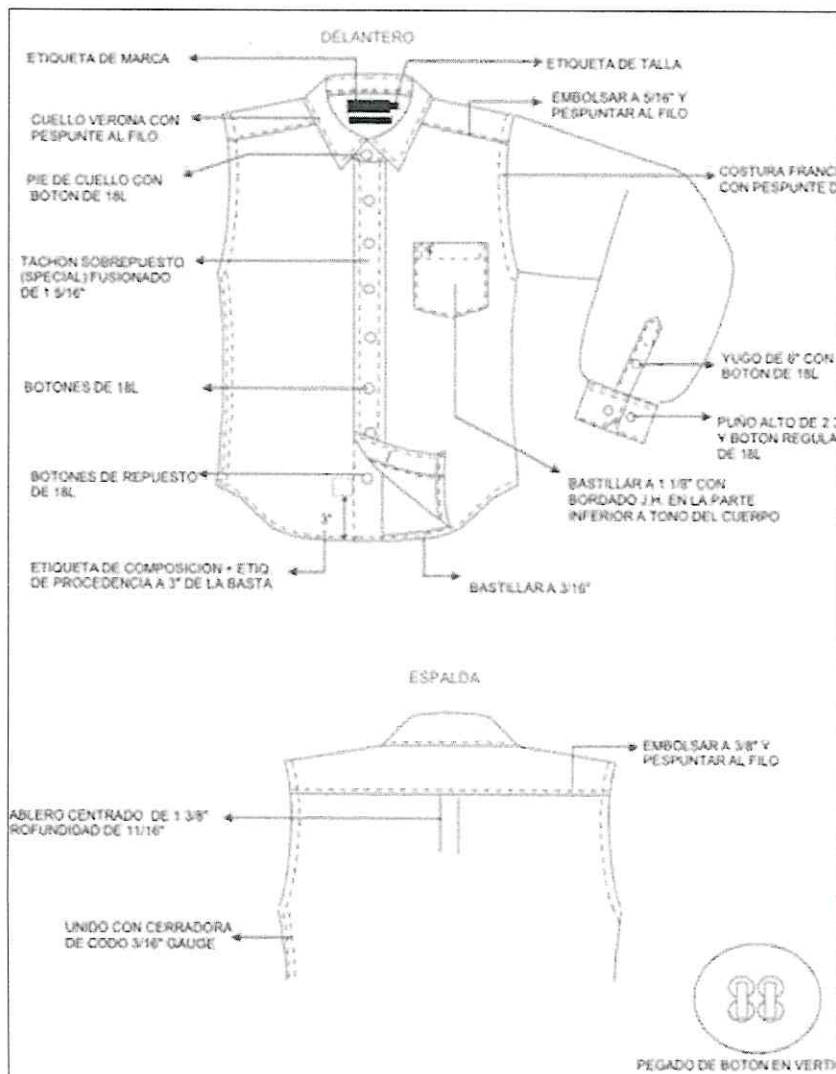 DELANTERO
ETIQUETA DE MARCA
ETIQUETA DE TALLA
CUELLO VERONA CON
PESPUNTE AL FILO
EMBOLSAR A 5/16" Y
PESPUNTAR AL FILO
PIE DE CUELLO CON
BOTON DE 18L
COSTURA FRANC
CON PESPUNTE D
TACHON SOBREPUESTO
(SPECIAL) FUSIONADO
DE 1 5/16"
YUGO DE 6" CON
BOTON DE 18L
BOTONES DE 18L
PUÑO ALTO DE 2
Y BOTON REGULA
DE 18L
BOTONES DE REPUESTO
DE 18L
BASTILLAR A 1 1/8" CON
BORDADO J.H. EN LA PARTE
INFERIOR A TONO DEL CUERPO
3"
ETIQUETA DE COMPOSICION + ETIQ.
DE PROCEDENCIA A 3" DE LA BASTA
BASTILLAR A 3/16"
ESPALDA
EMBOLSAR A 3/8" Y
PESPUNTAR AL FILO
ABLERO CENTRADO DE 1 3/8"
ROFUNDIDAD DE 11/16"
UNIDO CON CERRADORA
DE CODO 3/16" GAUGE
PEGADO DE BOTON EN VERTI